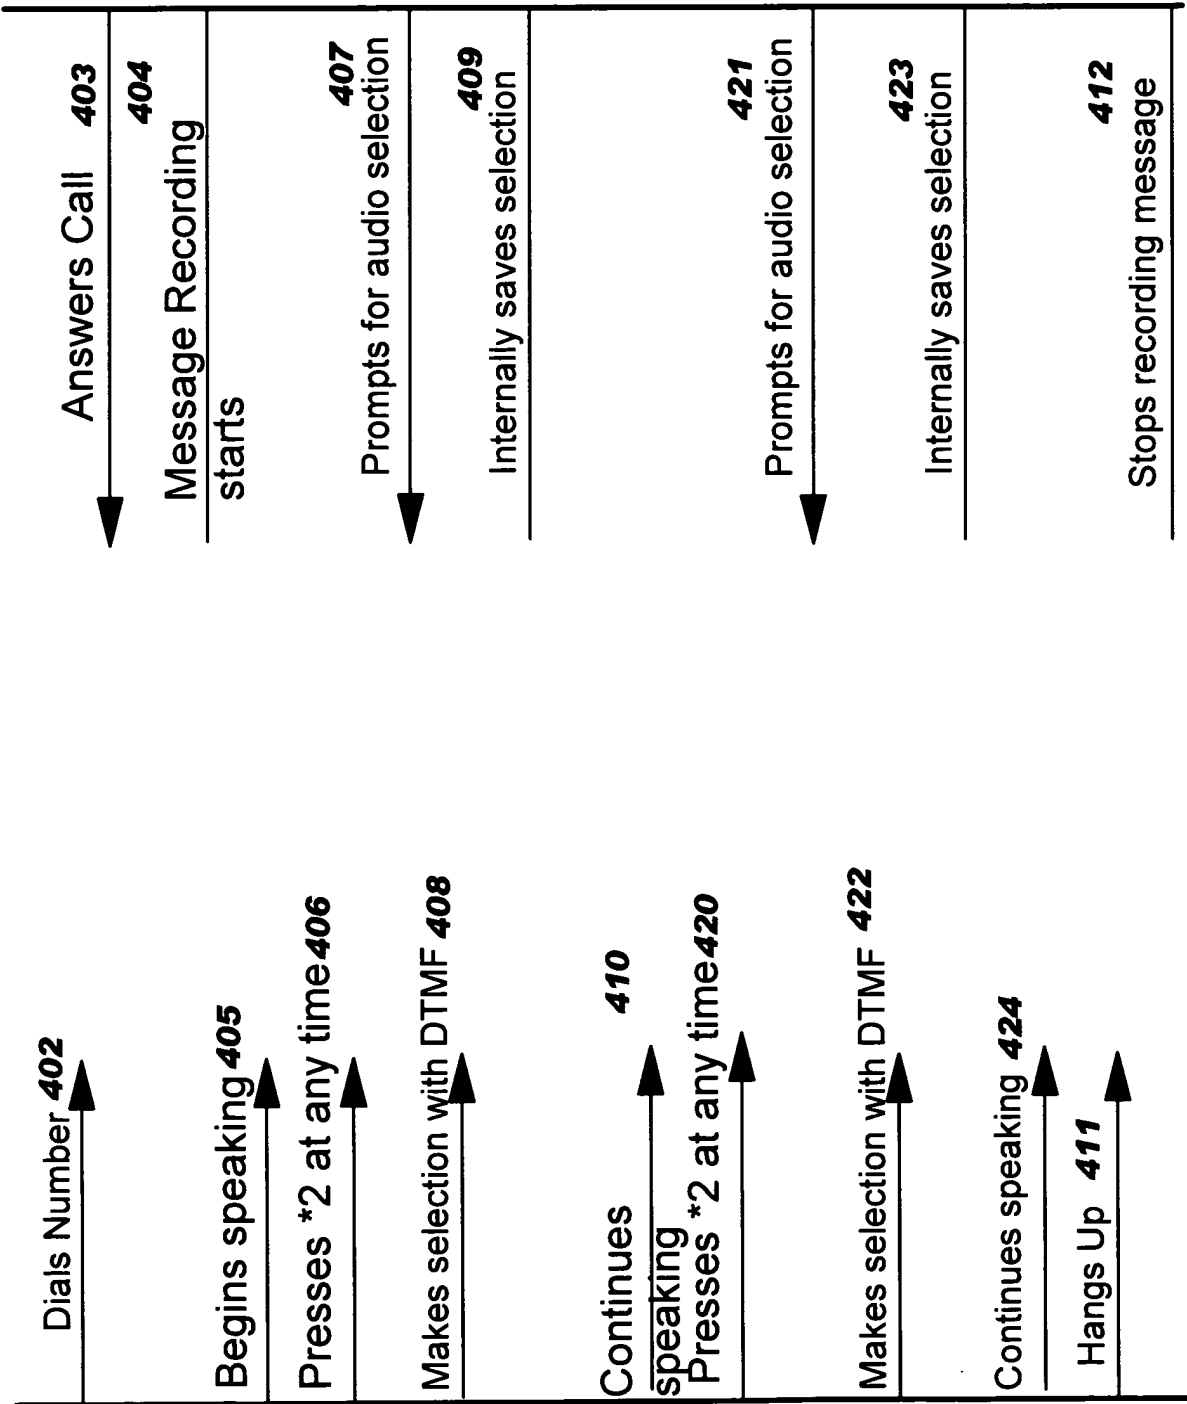 Dials Number 402
Answers Call 403
404
Message Recording
starts
Begins speaking 405
Presses *2 at any time 406
407
Prompts for audio selection
Makes selection with DTMF 408
409
Internally saves selection
410
Continues
speaking
Presses *2 at any time 420
421
Prompts for audio selection
Makes selection with DTMF 422
423
Internally saves selection
Continues speaking 424
Hangs Up 411
412
Stops recording message